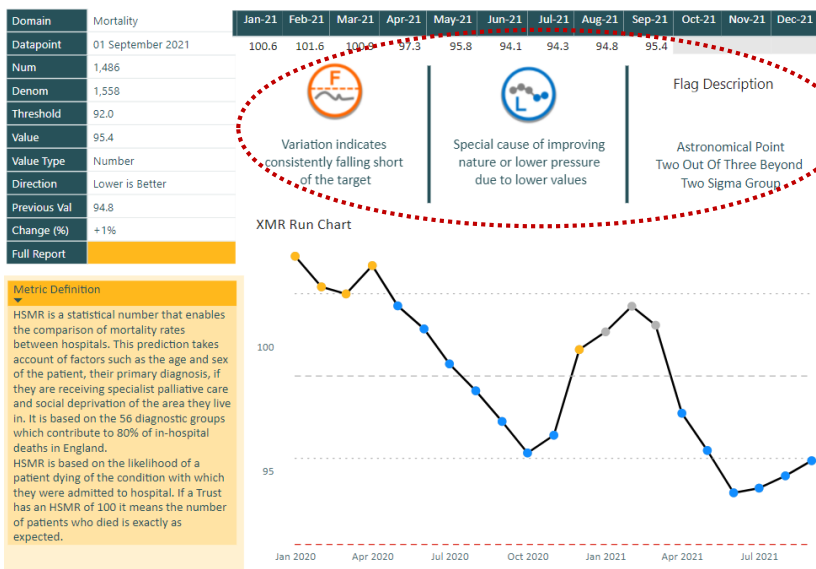 Domain Mortality
Datapoint 01 September 2021
Num 1,486
Denom 1,558
Threshold 92.0
Value 95.4
Value Type Number
Direction Lower is Better
Previous Val 94.8
Change (%) +1%
Full Report
Jan-21 Feb-21 Mar-21 Apr-21 May-21 Jun-21 Jul-21 Aug-21 Sep-21 Oct-21 Nov-21 Dec-21
100.6 101.6 100.9 97.3 95.8 94.1 94.3 94.8 95.4
F
Variation indicates
consistently falling short
of the target
L
Special cause of improving
nature or lower pressure
due to lower values
Flag Description
Astronomical Point
Two Out Of Three Beyond
Two Sigma Group
Metric Definition
HSMR is a statistical number that enables
the comparison of mortality rates
between hospitals. This prediction takes
account of factors such as the age and sex
of the patient, their primary diagnosis, if
they are receiving specialist palliative care
and social deprivation of the area they live
in. It is based on the 56 diagnostic groups
which contribute to 80% of in-hospital
deaths in England.
HSMR is based on the likelihood of a
patient dying of the condition with which
they were admitted to hospital. If a Trust
has an HSMR of 100 it means the number
of patients who died is exactly as
expected.
XMR Run Chart
100
95
Jan 2020 Apr 2020 Jul 2020 Oct 2020 Jan 2021 Apr 2021 Jul 2021